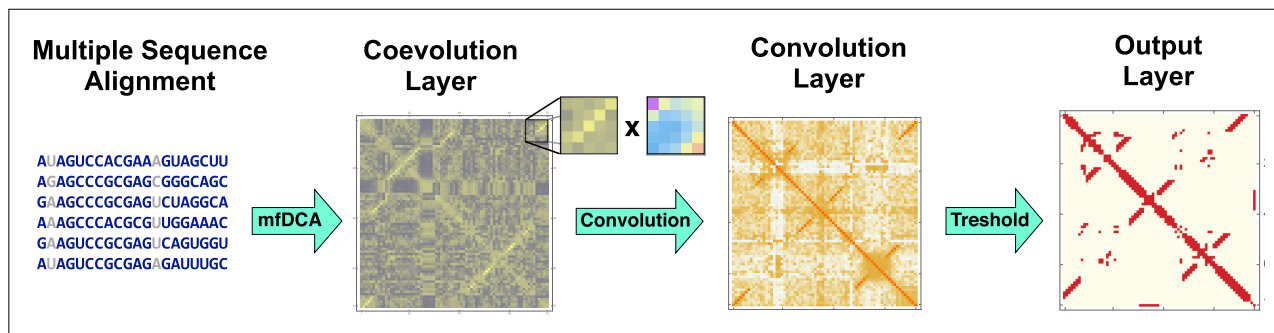 Multiple Sequence
Alignment
Coevolution
Layer
Convolution
Layer
Output
Layer
x
AUAGUCCACGAAAGUAGCUU
AGAGCCCGCGAGCGGGCAGC
GAAGCCCGCGAGUCUAGGCA
AAAGCCCACGCGUUGGAAAC
GAAGUCCGCGAGUCAGUGGU
AUAGUCCGCGAGAGAUUUGC
mfDCA
Convolution
Treshold